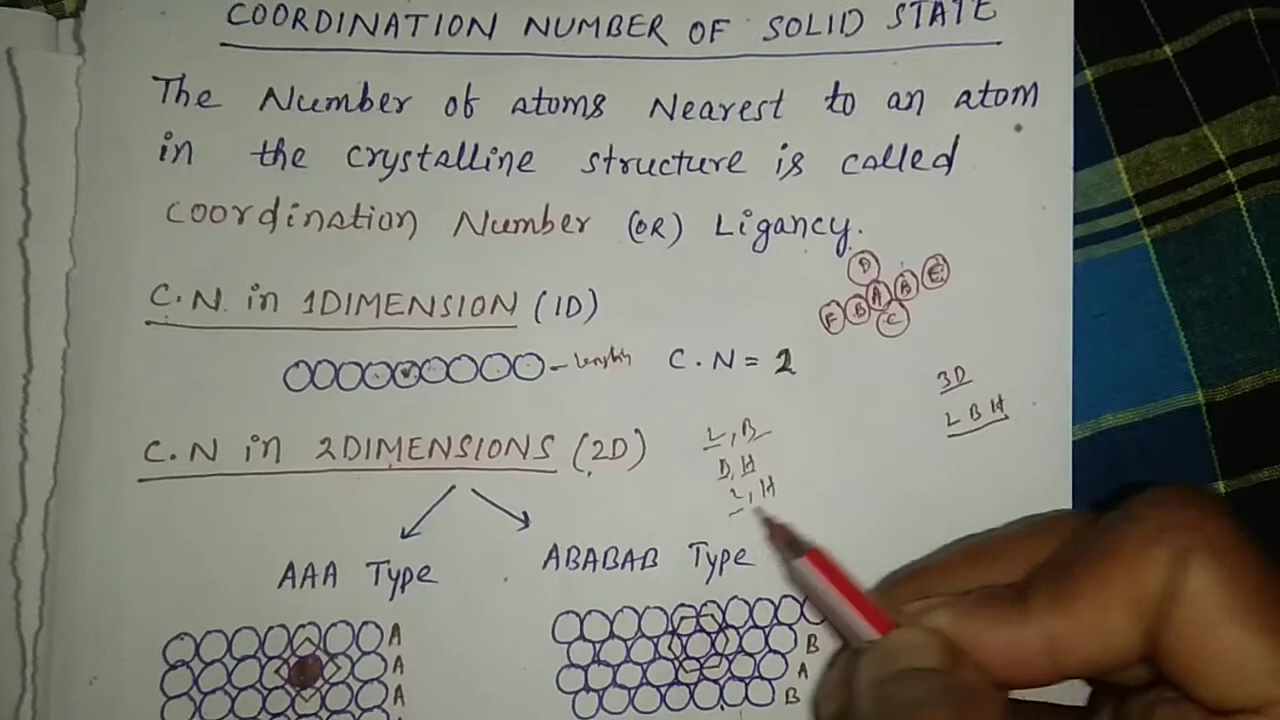 COORDINATION NUMBER OF SOLID STATE
The Number of atoms Nearest to an atom
in the crystalline structure is called
Coordination Number (OR) Ligancy.
D
A B E
F B C
C.N. in 1DIMENSION (1D)
C.N = 2
3D
L B H
C.N in 2DIMENSIONS (2D)
L, B
B, H
L, H
AAA Type
ABABAB Type
A
A
A
B
A
B